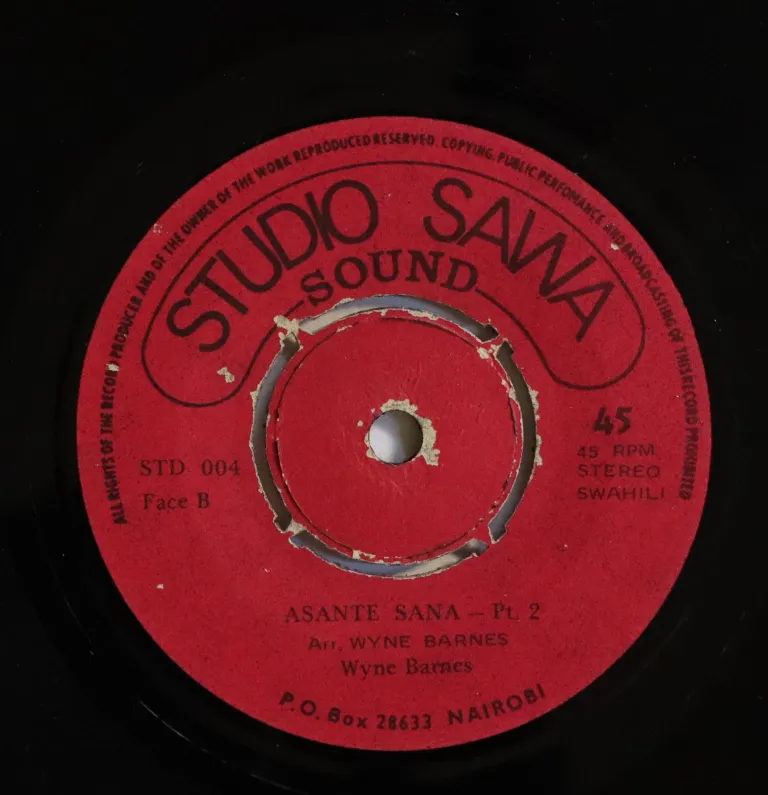 ALL RIGHTS OF THE RECORD PRODUCER AND OF THE OWNER OF THE WORK REPRODUCED RESERVED. COPYING, PUBLIC PERFOMANCE AND BROADCASTING OF THIS RECORD PROHIBITED
STUDIO SAWA
SOUND
STD 004
Face B
45
45 RPM
STEREO
SWAHILI
ASANTE SANA – Pt. 2
Arr. WYNE BARNES
Wyne Barnes
P.O. Box 28633 NAIROBI